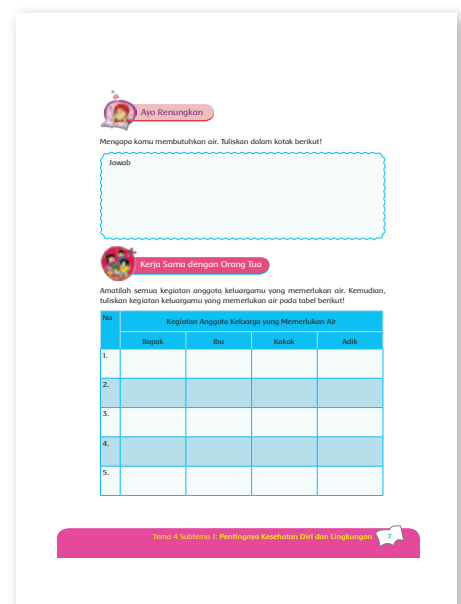 Ayo Renungkan
Mengapa kamu membutuhkan air. Tuliskan dalam kotak berikut!
Jawab
Kerja Sama dengan Orang Tua
Amatilah semua kegiatan anggota keluargamu yang memerlukan air. Kemudian,
tuliskan kegiatan keluargamu yang memerlukan air pada tabel berikut!
No
Kegiatan Anggota Keluarga yang Memerlukan Air
Bapak Ibu Kakak Adik
1.
2.
3.
4.
5.
Tema 4 Subtema 1: Pentingnya Kesehatan Diri dan Lingkungan 7